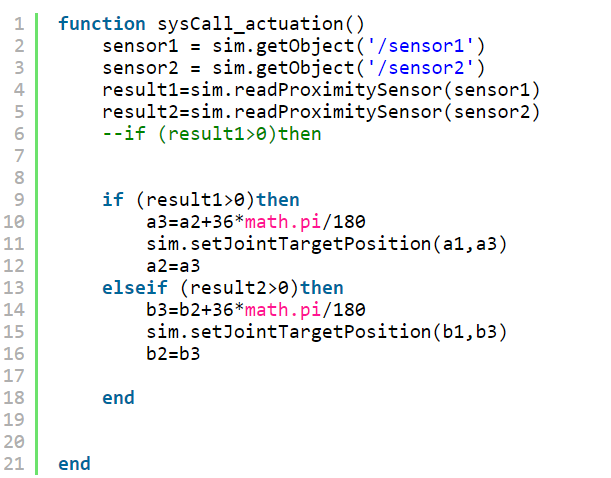 1 function sysCall_actuation()
2     sensor1 = sim.getObject('/sensor1')
3     sensor2 = sim.getObject('/sensor2')
4     result1=sim.readProximitySensor(sensor1)
5     result2=sim.readProximitySensor(sensor2)
6     --if (result1>0)then
7
8
9     if (result1>0)then
10         a3=a2+36*math.pi/180
11         sim.setJointTargetPosition(a1,a3)
12         a2=a3
13     elseif (result2>0)then
14         b3=b2+36*math.pi/180
15         sim.setJointTargetPosition(b1,b3)
16         b2=b3
17
18     end
19
20
21 end